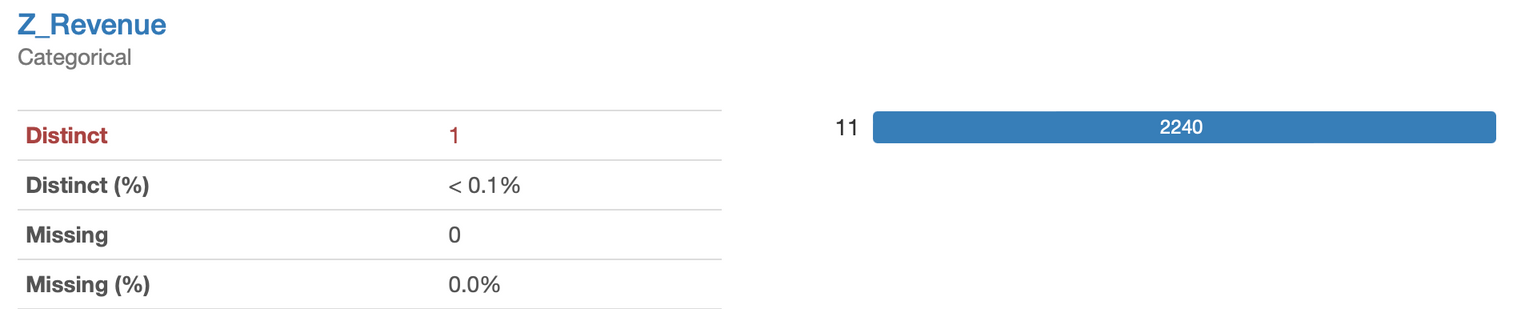 Z_Revenue
Categorical
Distinct 1
Distinct (%) < 0.1%
Missing 0
Missing (%) 0.0%
11 2240